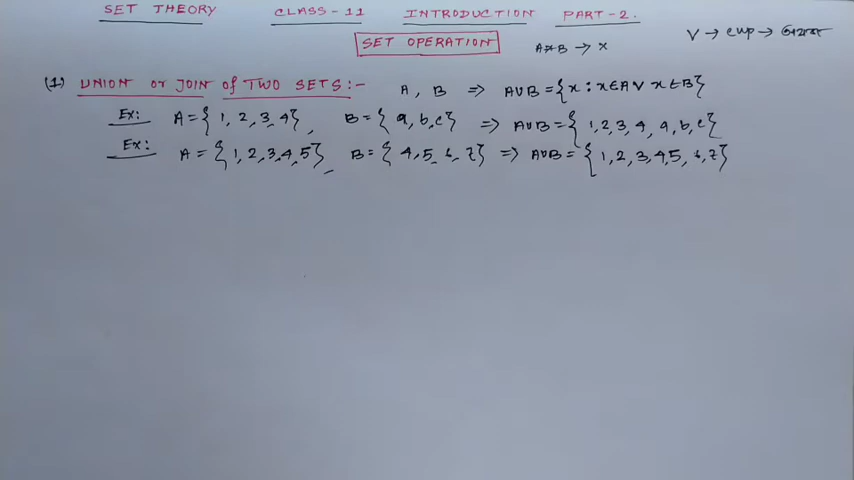 SET THEORY CLASS-11 INTRODUCTION PART-2.
SET OPERATION
A*B → x
V → cup →
(1) UNION or JOIN of TWO SETS:- A, B ⇒ A∪B = {x : x∈A ∨ x∈B}
Ex: A = {1, 2, 3, 4}, B = {a, b, c} ⇒ A∪B = {1, 2, 3, 4, a, b, c}
Ex: A = {1, 2, 3, 4, 5}, B = {4, 5, 6, 7} ⇒ A∪B = {1, 2, 3, 4, 5, 6, 7}